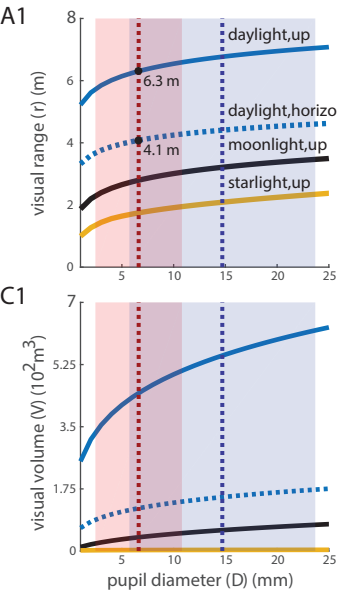 A1
8
6
4
2
0
visual range (r) (m)
daylight,up
6.3 m
daylight,horizo
4.1 m
moonlight,up
starlight,up
5 10 15 20 25
C1
7
5.25
3.5
1.75
0
visual volume (V) (10²m³)
5 10 15 20 25
pupil diameter (D) (mm)